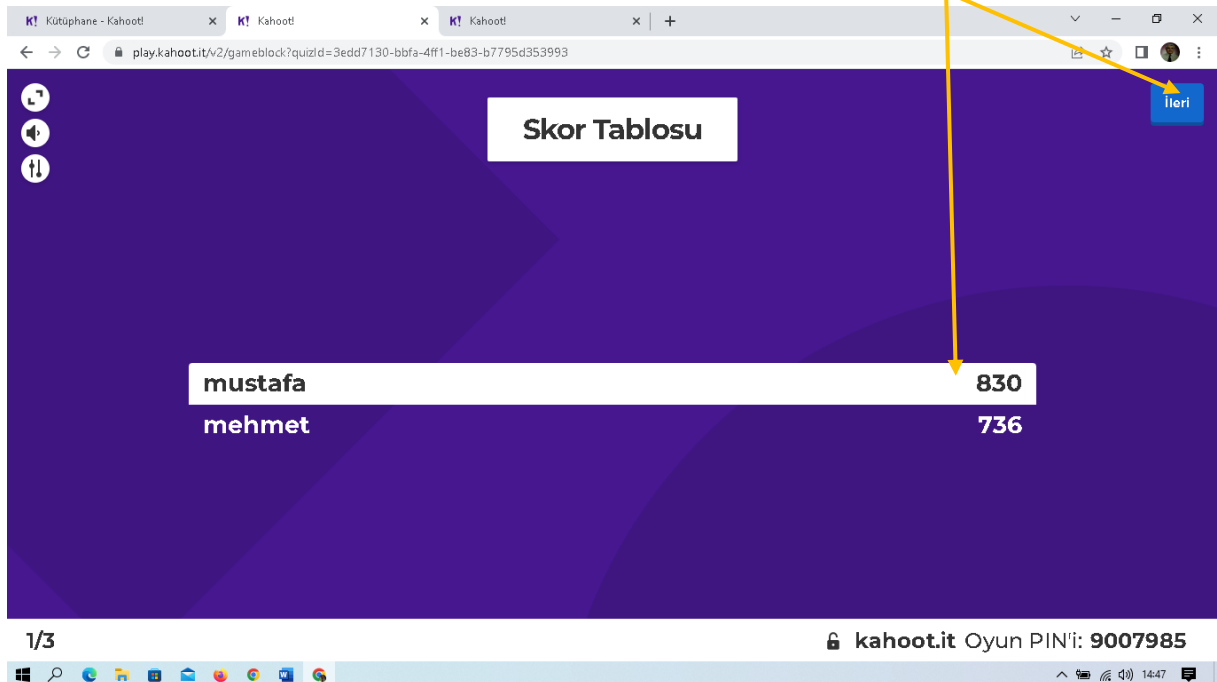 K! Kütüphane - Kahoot!
K! Kahoot!
K! Kahoot!
play.kahoot.it/v2/gameblock?quizId=3edd7130-bbfa-4ff1-be83-b7795d353993
İleri
Skor Tablosu
mustafa 830
mehmet 736
1/3
kahoot.it Oyun PIN'i: 9007985
14:47